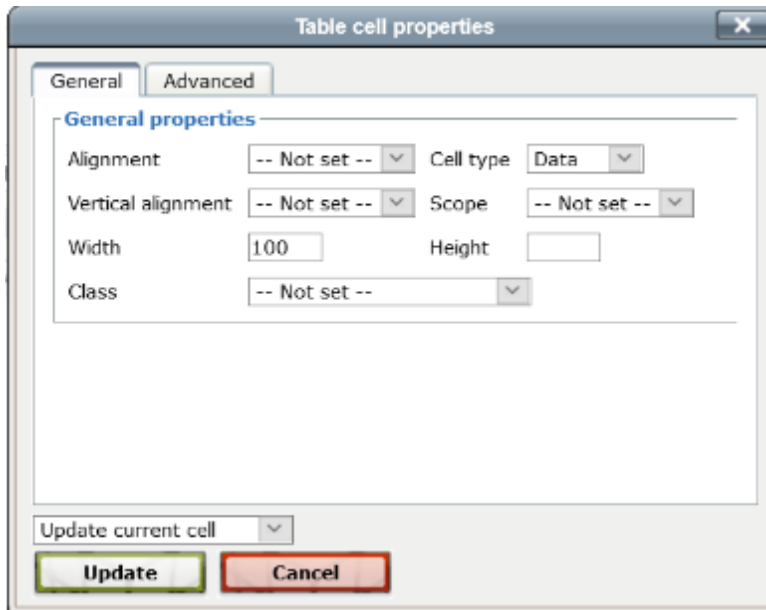 Table cell properties
General Advanced
General properties
Alignment -- Not set -- Cell type Data
Vertical alignment -- Not set -- Scope -- Not set --
Width 100 Height
Class -- Not set --
Update current cell
Update Cancel